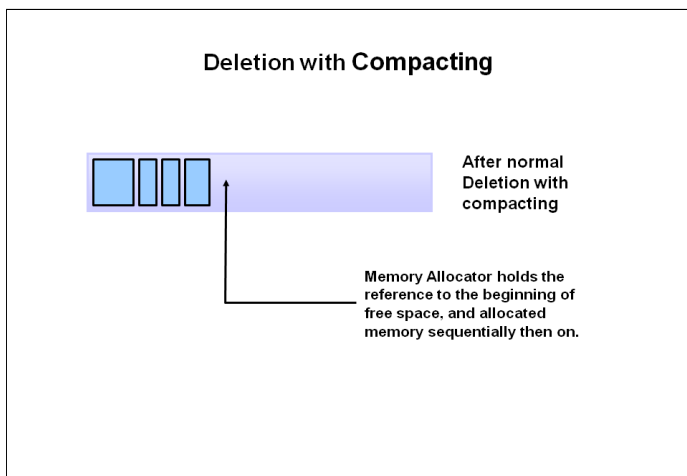 Deletion with Compacting
After normal
Deletion with
compacting
Memory Allocator holds the
reference to the beginning of
free space, and allocated
memory sequentially then on.